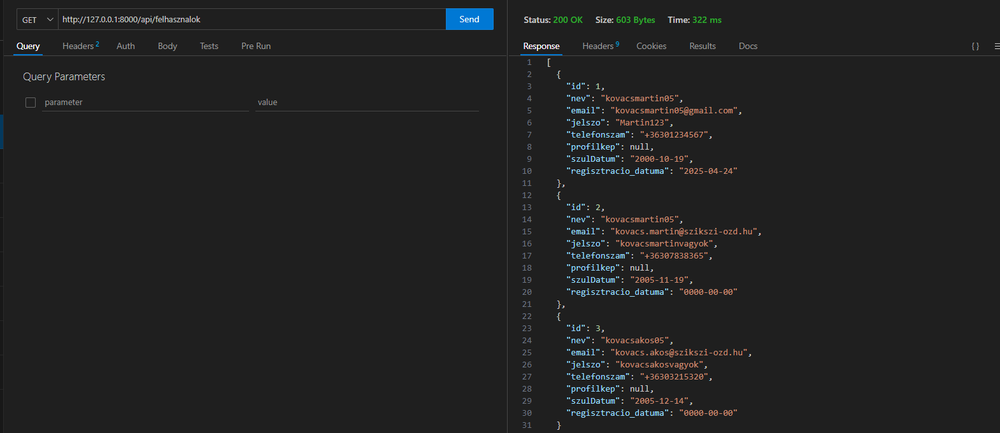 GET http://127.0.0.1:8000/api/felhasznalok Send
Query Headers 2 Auth Body Tests Pre Run
Query Parameters
parameter value
Status: 200 OK Size: 603 Bytes Time: 322 ms
Response Headers 9 Cookies Results Docs { }
1 [
2 {
3 "id": 1,
4 "nev": "kovacsmartin05",
5 "email": "kovacsmartin05@gmail.com",
6 "jelszo": "Martin123",
7 "telefonszam": "+36301234567",
8 "profilkep": null,
9 "szulDatum": "2000-10-19",
10 "regisztracio_datuma": "2025-04-24"
11 },
12 {
13 "id": 2,
14 "nev": "kovacsmartin05",
15 "email": "kovacs.martin@szikszi-ozd.hu",
16 "jelszo": "kovacsmartinvagyok",
17 "telefonszam": "+36307838365",
18 "profilkep": null,
19 "szulDatum": "2005-11-19",
20 "regisztracio_datuma": "0000-00-00"
21 },
22 {
23 "id": 3,
24 "nev": "kovacsakos05",
25 "email": "kovacs.akos@szikszi-ozd.hu",
26 "jelszo": "kovacsakosvagyok",
27 "telefonszam": "+36303215320",
28 "profilkep": null,
29 "szulDatum": "2005-12-14",
30 "regisztracio_datuma": "0000-00-00"
31 }